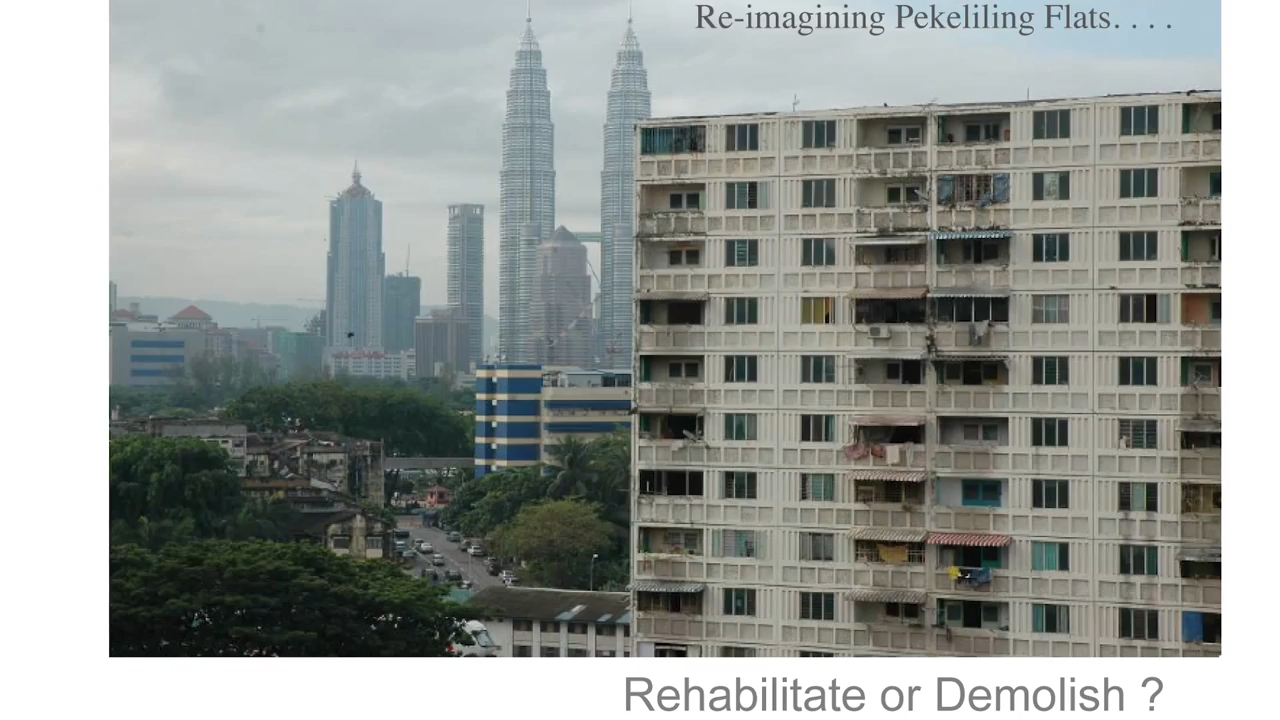 Re-imagining Pekeliling Flats. . . .
Rehabilitate or Demolish ?